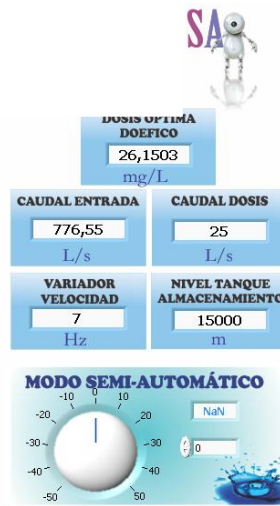 SA
DOSIS OPTIMA
DOEFICO
26,1503
mg/L
CAUDAL ENTRADA
CAUDAL DOSIS
776,55
25
L/s
L/s
VARIADOR
VELOCIDAD
NIVEL TANQUE
ALMACENAMIENTO
7
15000
Hz
m
MODO SEMI-AUTOMÁTICO
-10 0 10
-20 20
-30 -30
-40 40
-50 50
NaN
0